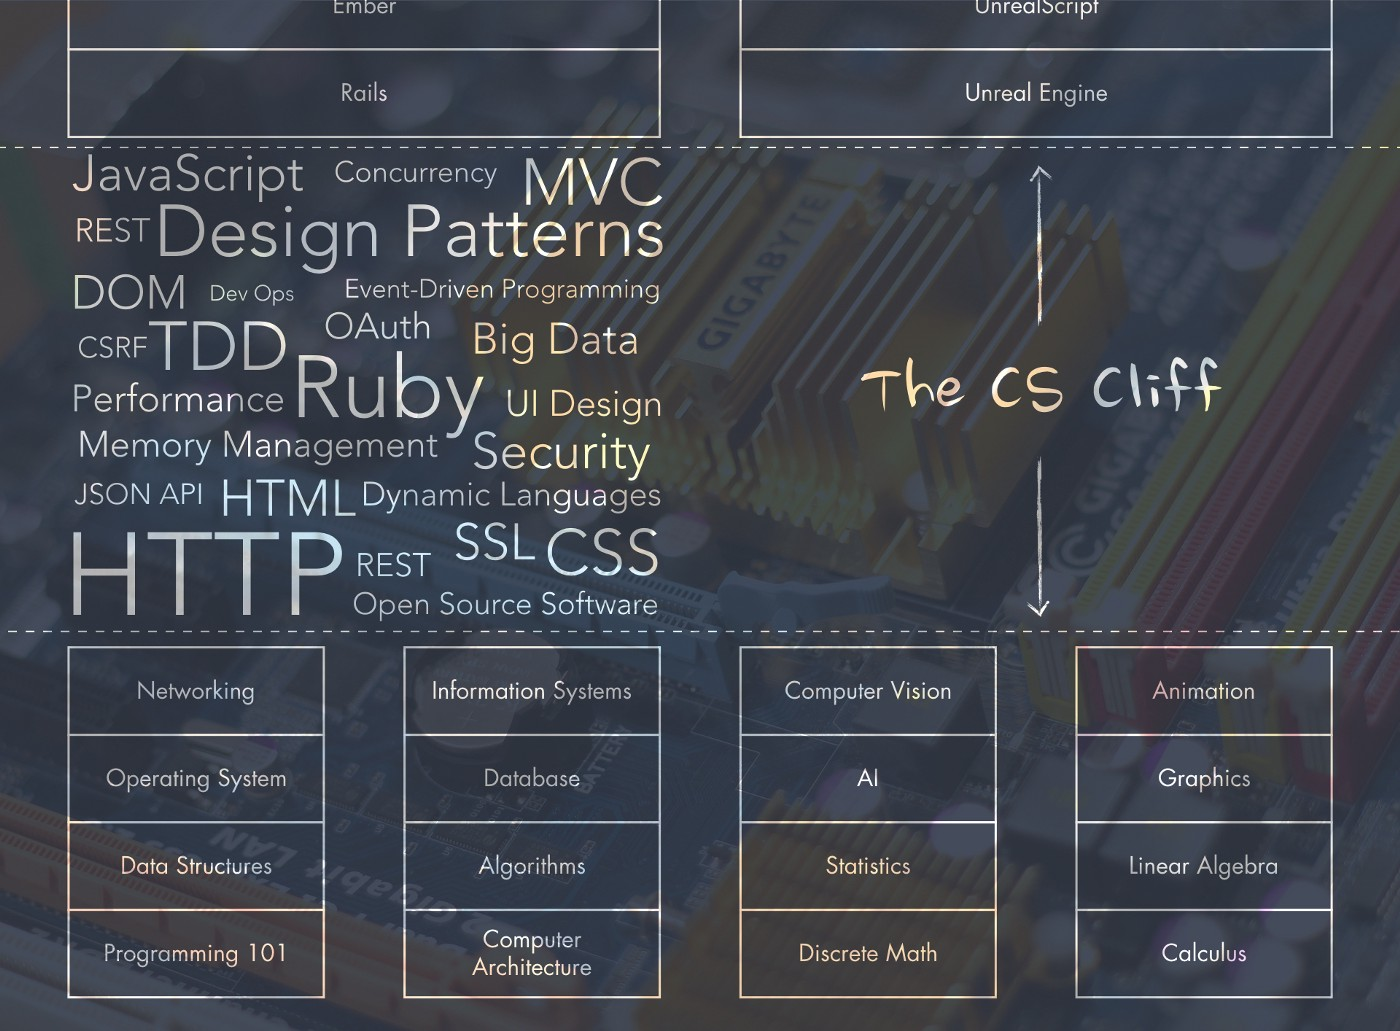 Ember
UnrealScript
Rails
Unreal Engine
JavaScript Concurrency MVC
REST Design Patterns
DOM Dev Ops Event-Driven Programming
CSRF TDD OAuth Big Data
Performance Ruby UI Design
Memory Management Security
JSON API HTML Dynamic Languages
HTTP REST SSL CSS
Open Source Software
The CS Cliff
GIGABYTE
Networking
Information Systems
Computer Vision
Animation
Operating System
Database
AI
Graphics
Data Structures
Algorithms
Statistics
Linear Algebra
Programming 101
Computer
Architecture
Discrete Math
Calculus
BATTERY
LAN
Gigabit